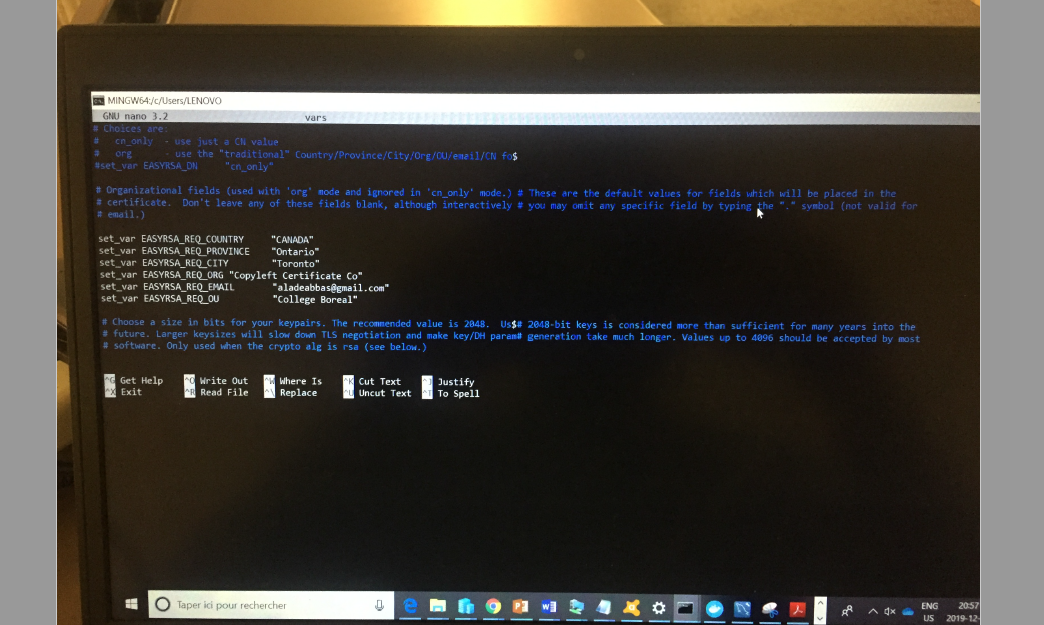 MINGW64:/c/Users/LENOVO
GNU nano 3.2 vars
# Choices are:
# cn_only - use just a CN value
# org - use the "traditional" Country/Province/City/Org/OU/email/CN fo$
#set_var EASYRSA_DN "cn_only"
# Organizational fields (used with 'org' mode and ignored in 'cn_only' mode.) # These are the default values for fields which will be placed in the
# certificate. Don't leave any of these fields blank, although interactively # you may omit any specific field by typing the "." symbol (not valid for
# email.)
set_var EASYRSA_REQ_COUNTRY "CANADA"
set_var EASYRSA_REQ_PROVINCE "Ontario"
set_var EASYRSA_REQ_CITY "Toronto"
set_var EASYRSA_REQ_ORG "Copyleft Certificate Co"
set_var EASYRSA_REQ_EMAIL "aladeabbas@gmail.com"
set_var EASYRSA_REQ_OU "College Boreal"
# Choose a size in bits for your keypairs. The recommended value is 2048. Us$# 2048-bit keys is considered more than sufficient for many years into the
# future. Larger keysizes will slow down TLS negotiation and make key/DH param# generation take much longer. Values up to 4096 should be accepted by most
# software. Only used when the crypto alg is rsa (see below.)
^G Get Help ^O Write Out ^W Where Is ^K Cut Text ^J Justify
^X Exit ^R Read File ^\ Replace ^U Uncut Text ^T To Spell
Taper ici pour rechercher
ENG 20:57
US 2019-12-